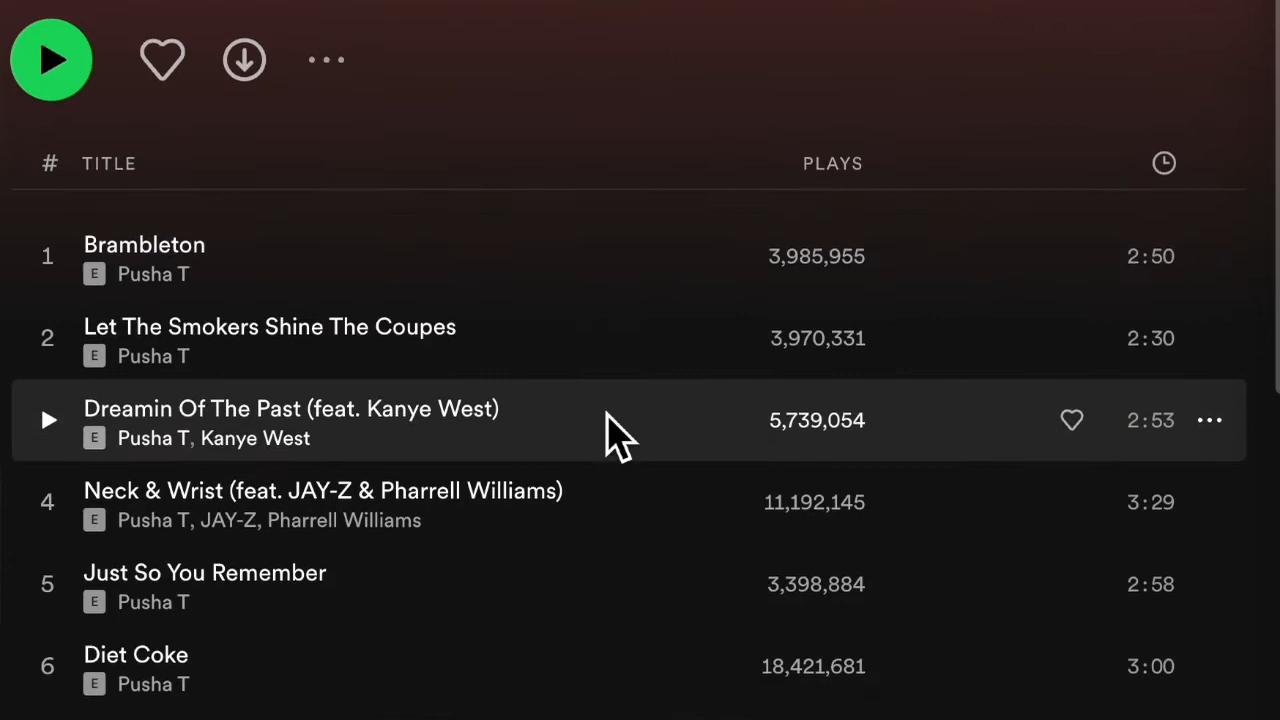 # TITLE PLAYS
1 Brambleton 3,985,955 2:50
E Pusha T
2 Let The Smokers Shine The Coupes 3,970,331 2:30
E Pusha T
Dreamin Of The Past (feat. Kanye West) 5,739,054 2:53
E Pusha T, Kanye West
4 Neck & Wrist (feat. JAY-Z & Pharrell Williams) 11,192,145 3:29
E Pusha T, JAY-Z, Pharrell Williams
5 Just So You Remember 3,398,884 2:58
E Pusha T
6 Diet Coke 18,421,681 3:00
E Pusha T